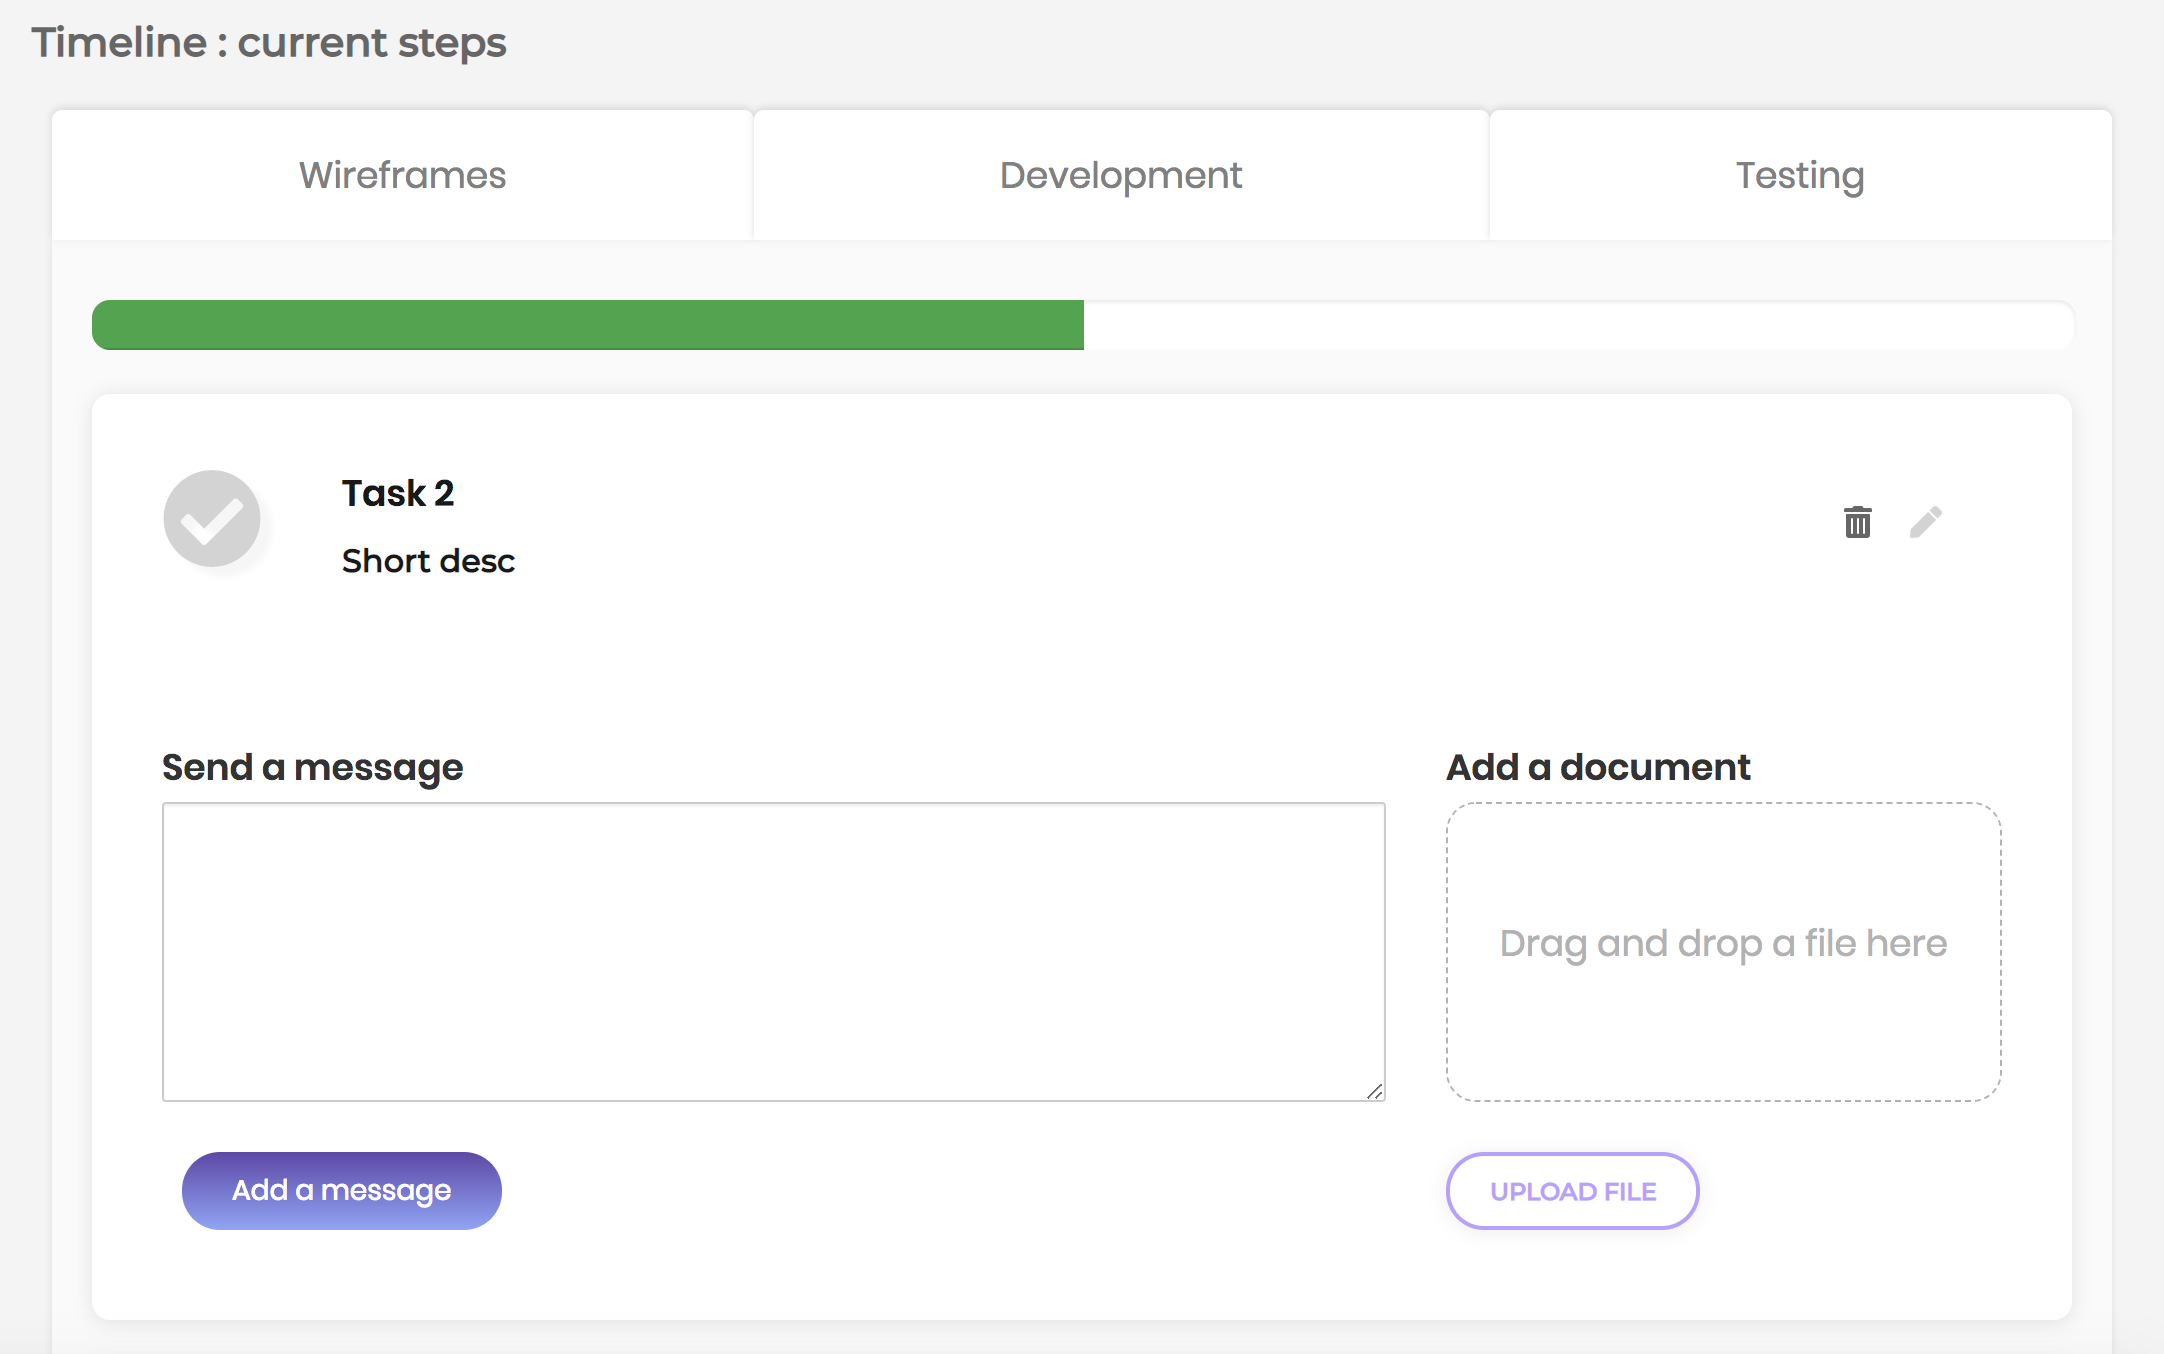 Timeline : current steps
Wireframes
Development
Testing
Task 2
Short desc
Send a message
Add a document
Drag and drop a file here
Add a message
UPLOAD FILE